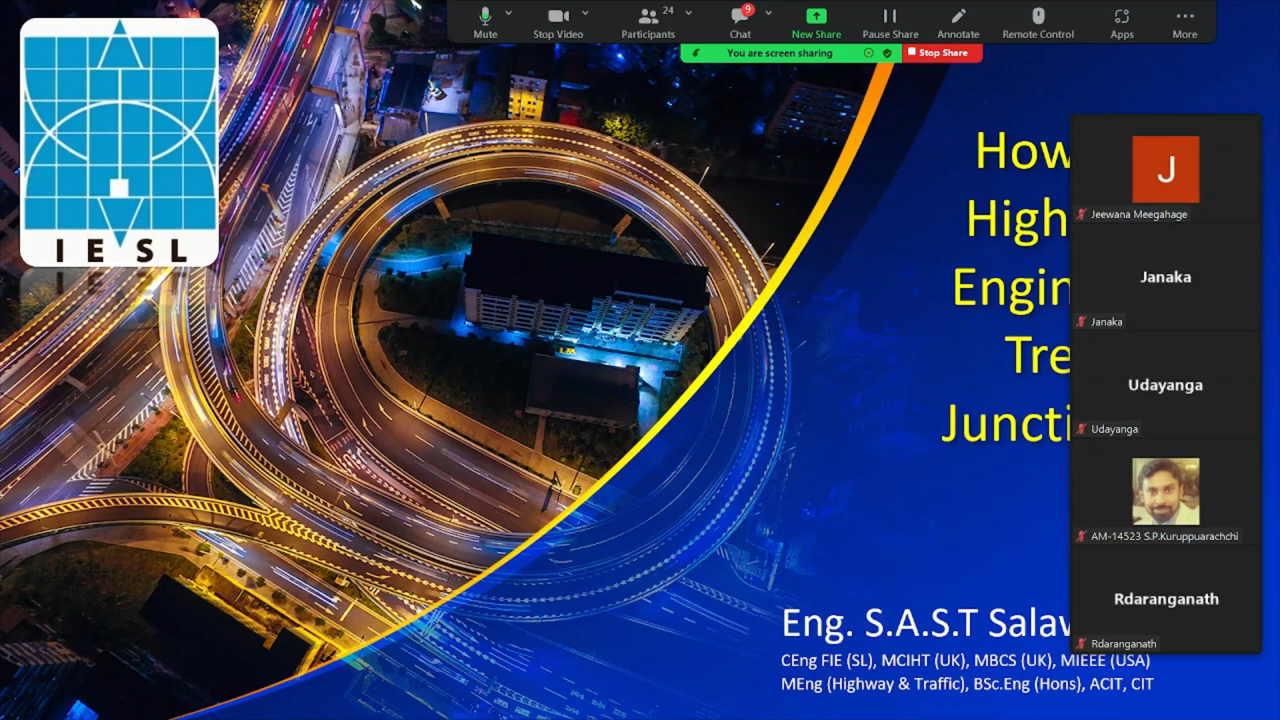 Mute
Stop Video
Participants
24
Chat
9
New Share
Pause Share
Annotate
Remote Control
Apps
More
You are screen sharing
Stop Share
I E S L
How
High
Engin
Tre
Juncti
J
Jeewana Meegahage
Janaka
Janaka
Udayanga
Udayanga
AM-14523 S.P.Kuruppuarachchi
Rdaranganath
Rdaranganath
Eng. S.A.S.T Salaw
CEng FIE (SL), MCIHT (UK), MBCS (UK), MIEEE (USA)
MEng (Highway & Traffic), BSc.Eng (Hons), ACIT, CIT